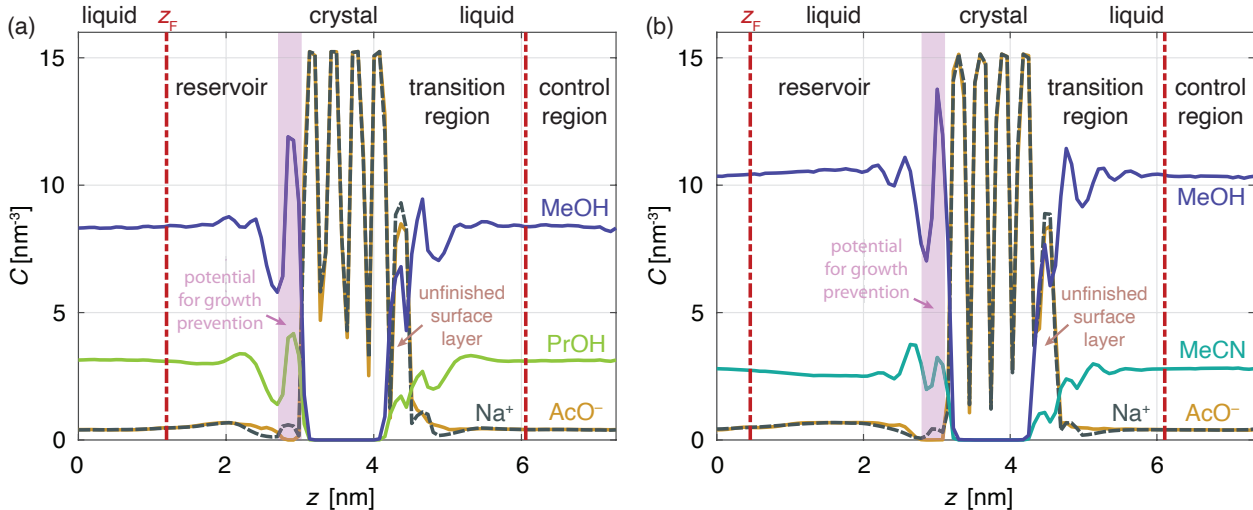 liquid z_F crystal liquid
(a)
reservoir transition region control region
15
10
5
0
C [nm⁻³]
MeOH
potential for growth prevention
unfinished surface layer
PrOH
Na⁺ AcO⁻
0 2 4 6
z [nm]
z_F liquid crystal liquid
(b)
reservoir transition region control region
15
10
5
0
C [nm⁻³]
MeOH
potential for growth prevention
unfinished surface layer
MeCN
Na⁺ AcO⁻
0 2 4 6
z [nm]